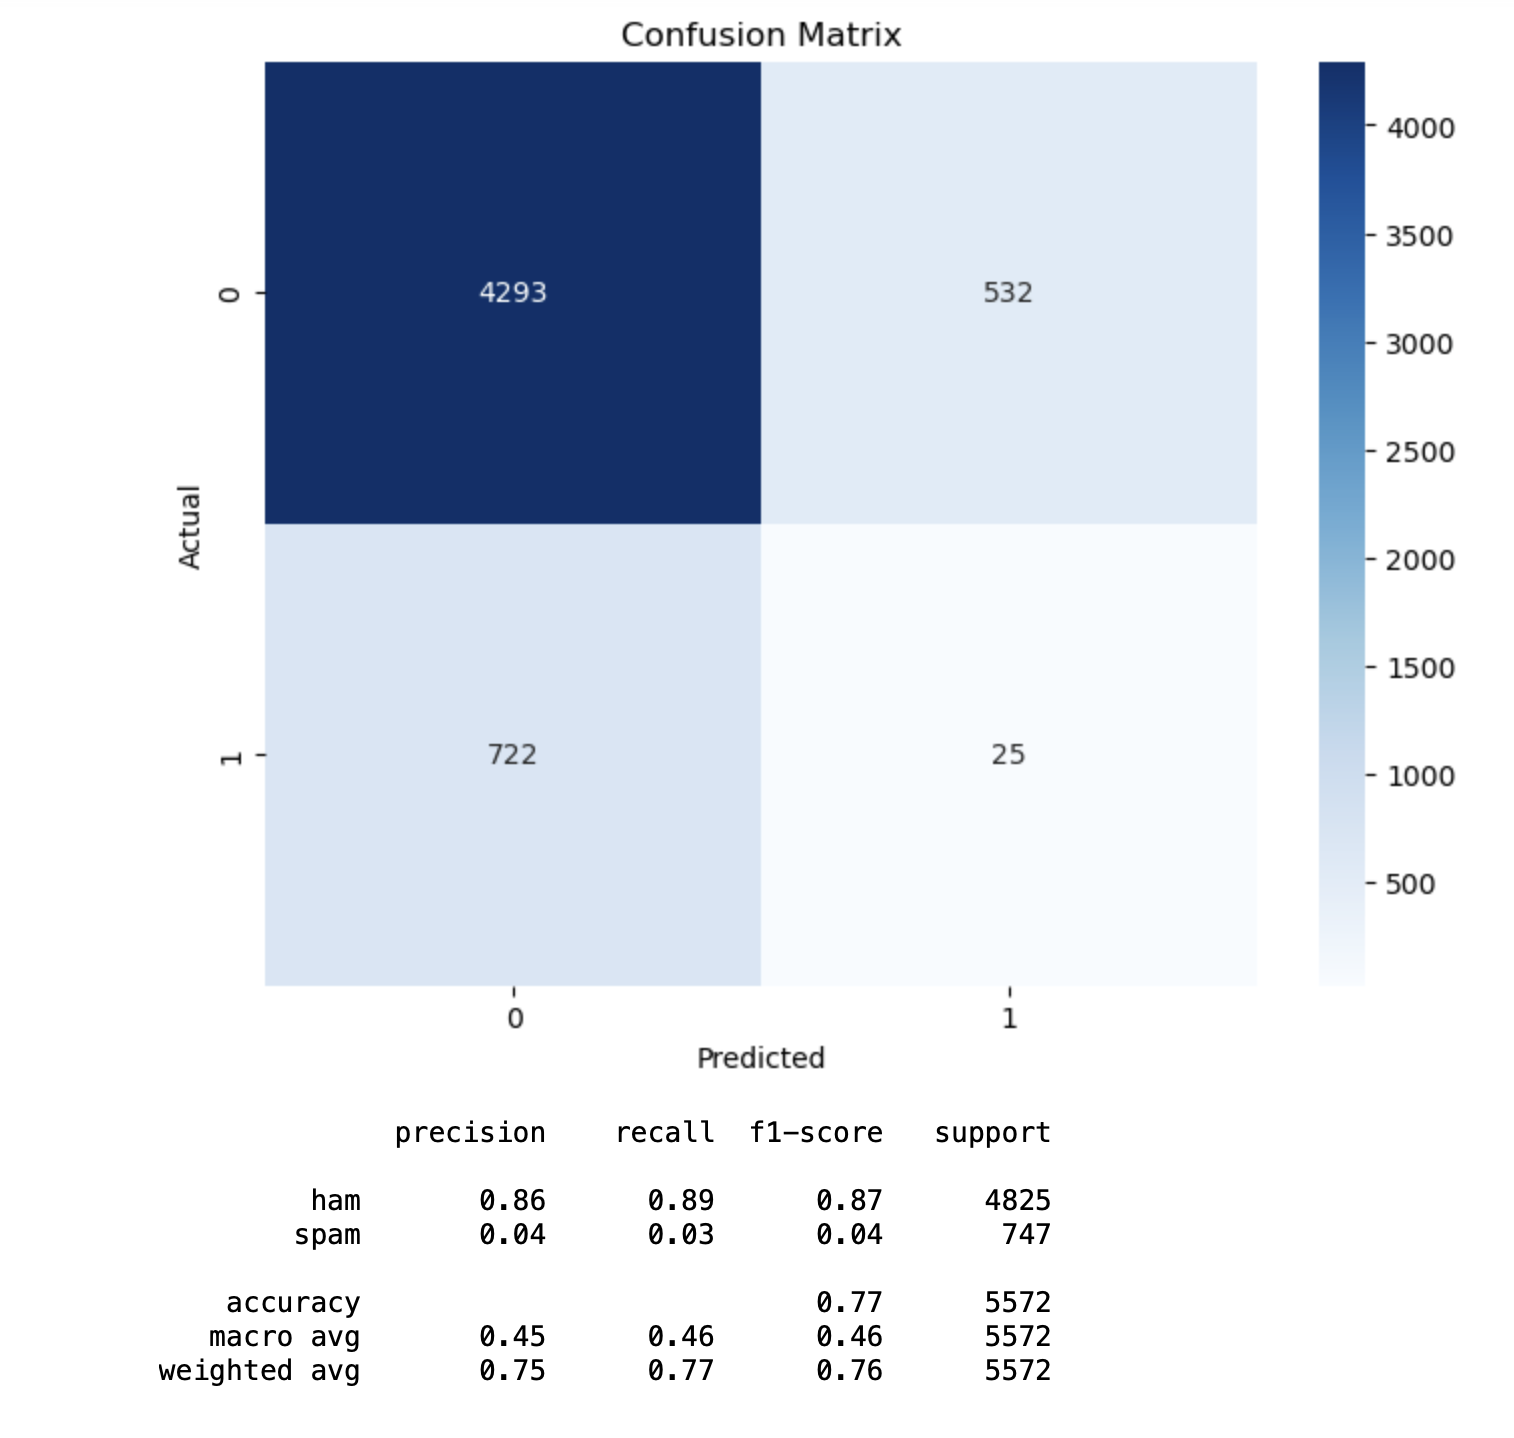 Confusion Matrix
4000
3500
3000
2500
2000
1500
1000
500
Actual
0
4293
532
1
722
25
0
1
Predicted
precision recall f1-score support
ham 0.86 0.89 0.87 4825
spam 0.04 0.03 0.04 747
accuracy 0.77 5572
macro avg 0.45 0.46 0.46 5572
weighted avg 0.75 0.77 0.76 5572